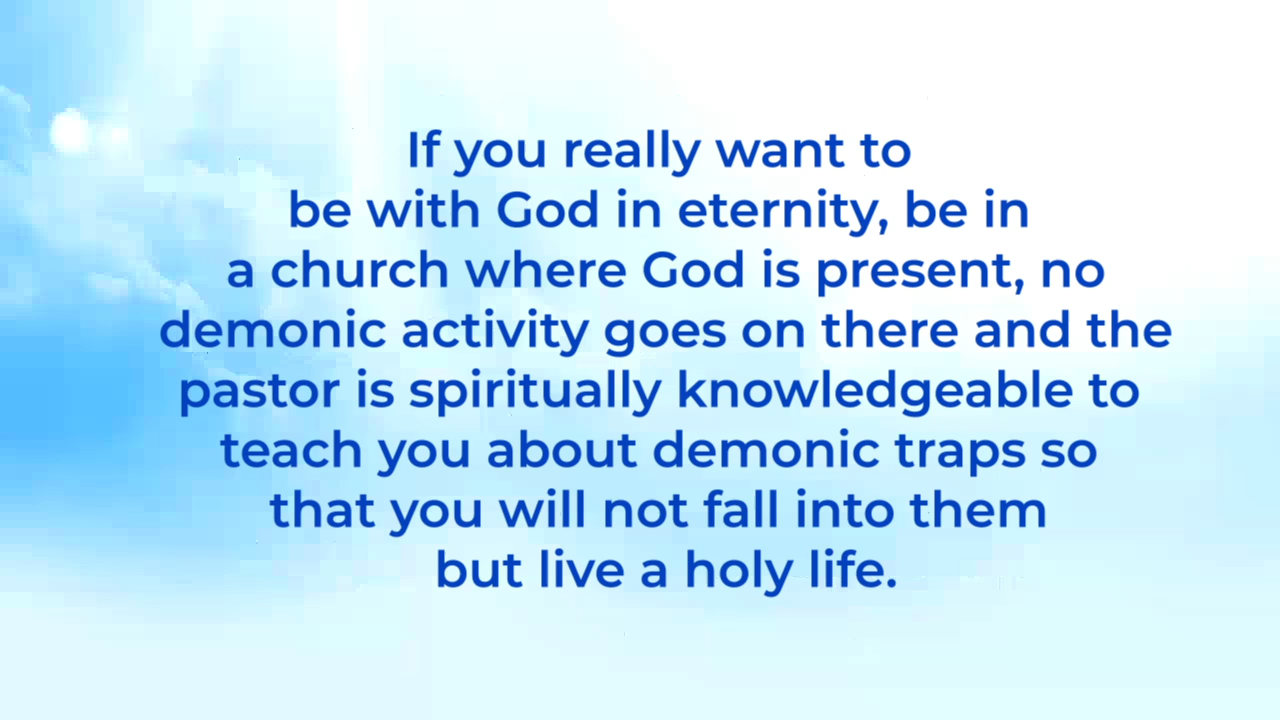 If you really want to
be with God in eternity, be in
a church where God is present, no
demonic activity goes on there and the
pastor is spiritually knowledgeable to
teach you about demonic traps so
that you will not fall into them
but live a holy life.